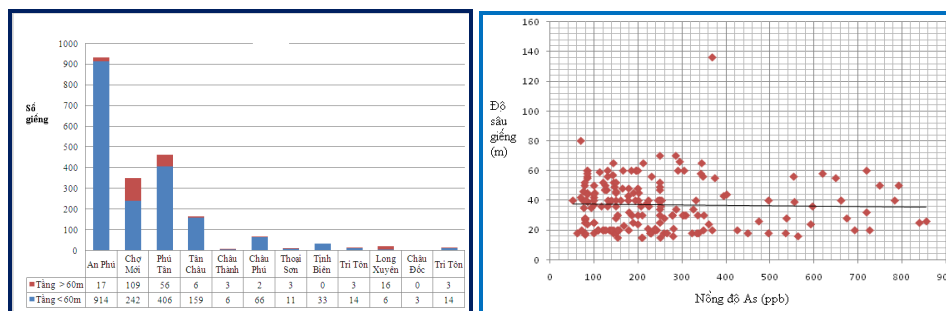 Số
giếng
1000
900
800
700
600
500
400
300
200
100
0
An Phú Chợ Mới Phú Tân Tân Châu Châu Thành Châu Phú Thoại Sơn Tịnh Biên Tri Tôn Long Xuyên Châu Đốc Tri Tôn
Tầng >60m 17 109 56 6 3 2 3 0 3 16 0 3
Tầng <60m 914 242 406 159 6 66 11 33 14 6 3 14
160
140
120
100
80
60
40
20
0
Độ
sâu
giếng
(m)
0 100 200 300 400 500 600 700 800 900
Nồng độ As (ppb)